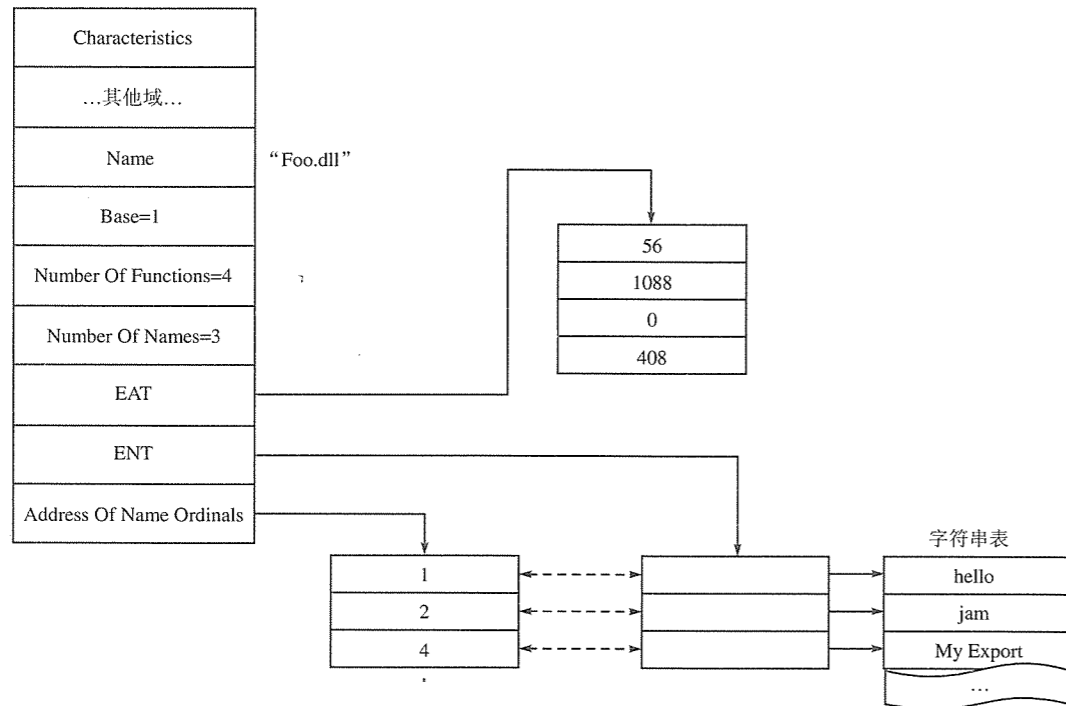 Characteristics
…其他域…
Name
“Foo.dll”
Base=1
Number Of Functions=4
Number Of Names=3
EAT
ENT
Address Of Name Ordinals
56
1088
0
408
1
2
4
字符串表
hello
jam
My Export
…